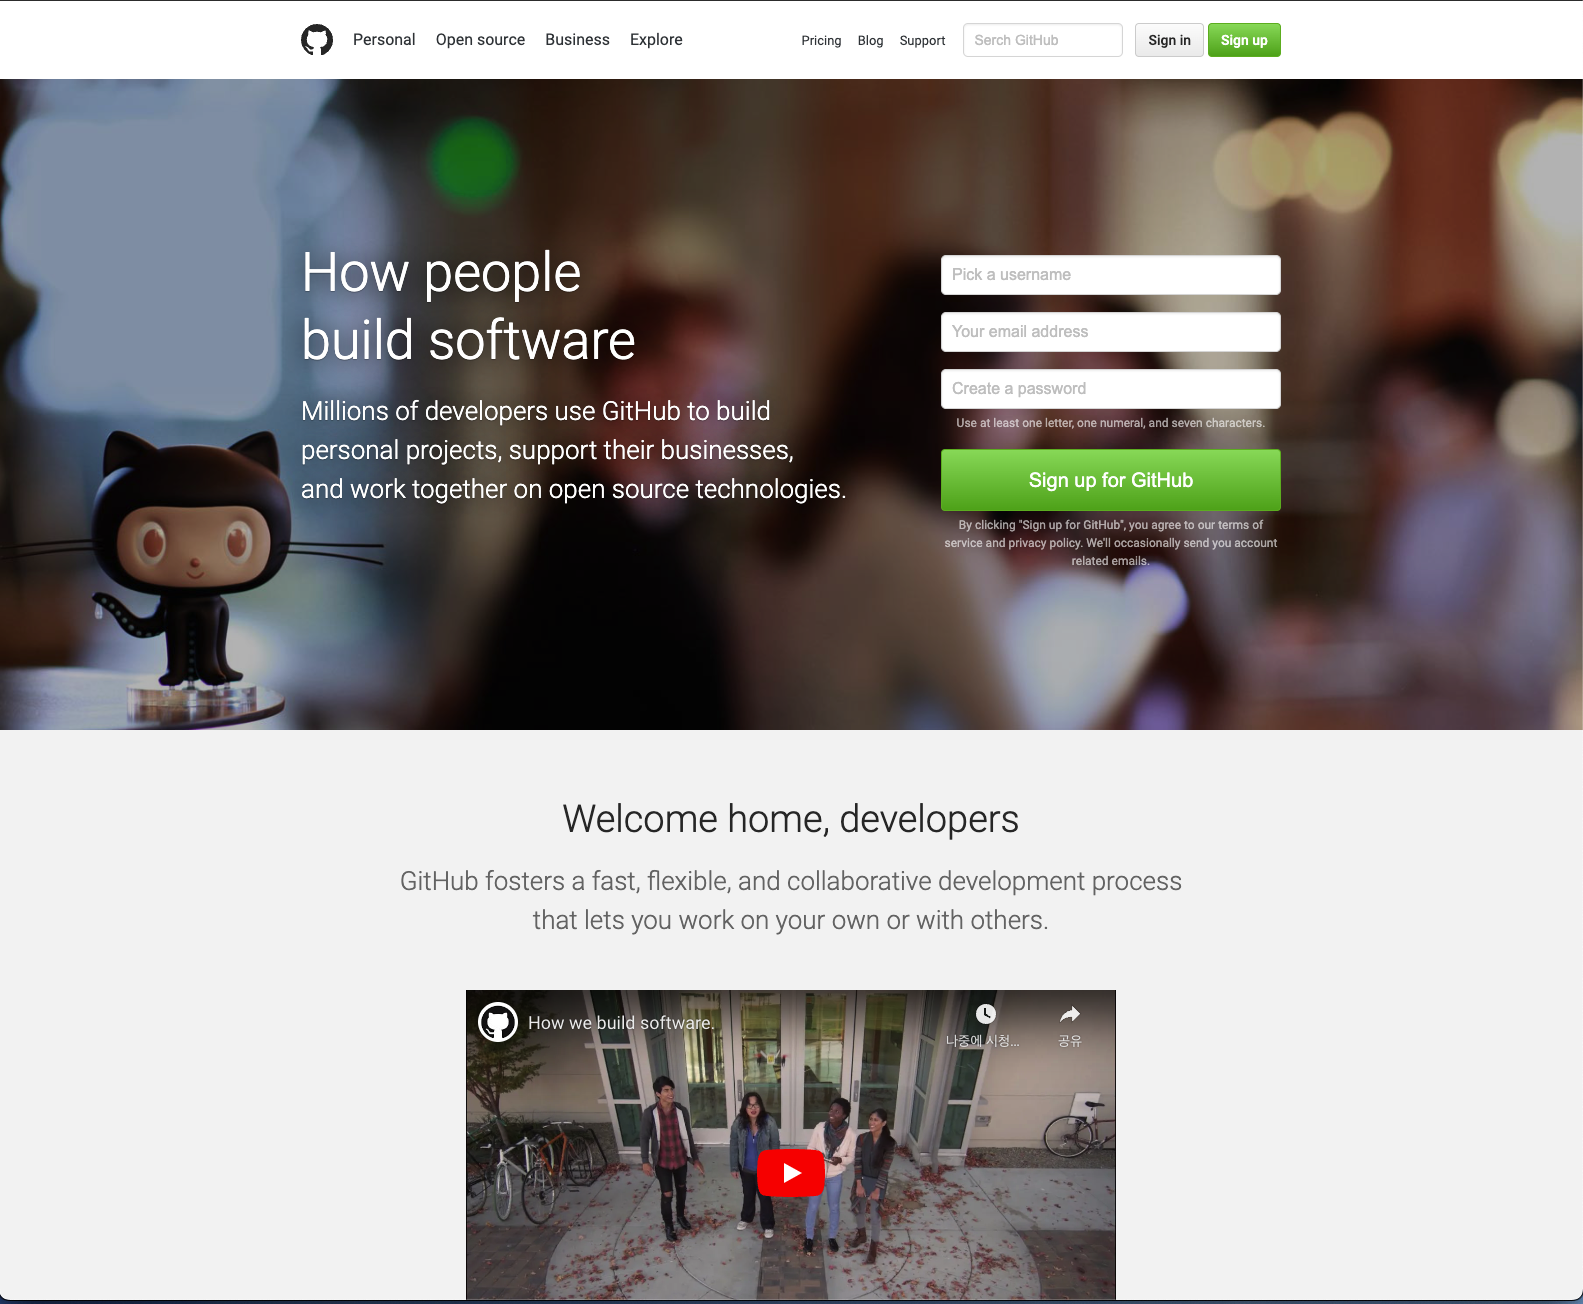 Personal Open source Business Explore Pricing Blog Support Serch GitHub Sign in Sign up
How people
build software
Millions of developers use GitHub to build
personal projects, support their businesses,
and work together on open source technologies.
Pick a username
Your email address
Create a password
Use at least one letter, one numeral, and seven characters.
Sign up for GitHub
By clicking "Sign up for GitHub", you agree to our terms of
service and privacy policy. We'll occasionally send you account
related emails.
Welcome home, developers
GitHub fosters a fast, flexible, and collaborative development process
that lets you work on your own or with others.
How we build software.
나중에 시청...
공유